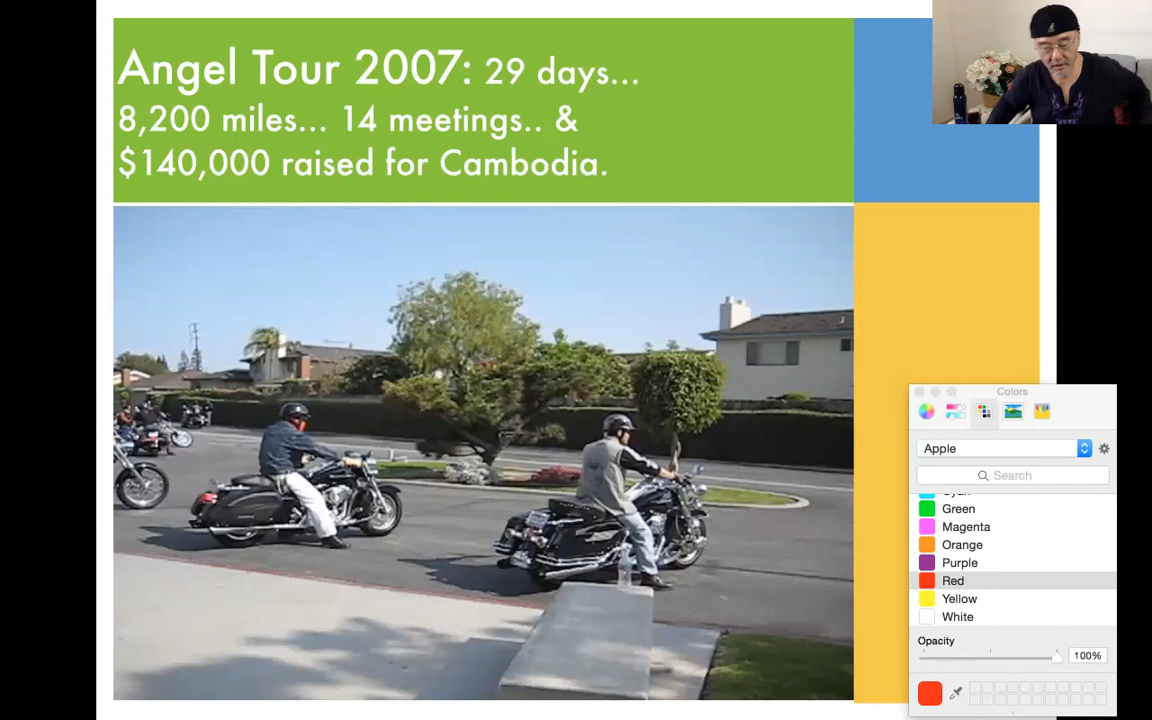 Angel Tour 2007: 29 days...
8,200 miles... 14 meetings.. &
$140,000 raised for Cambodia.
Colors
Apple
Search
Cyan
Green
Magenta
Orange
Purple
Red
Yellow
White
Opacity
100%